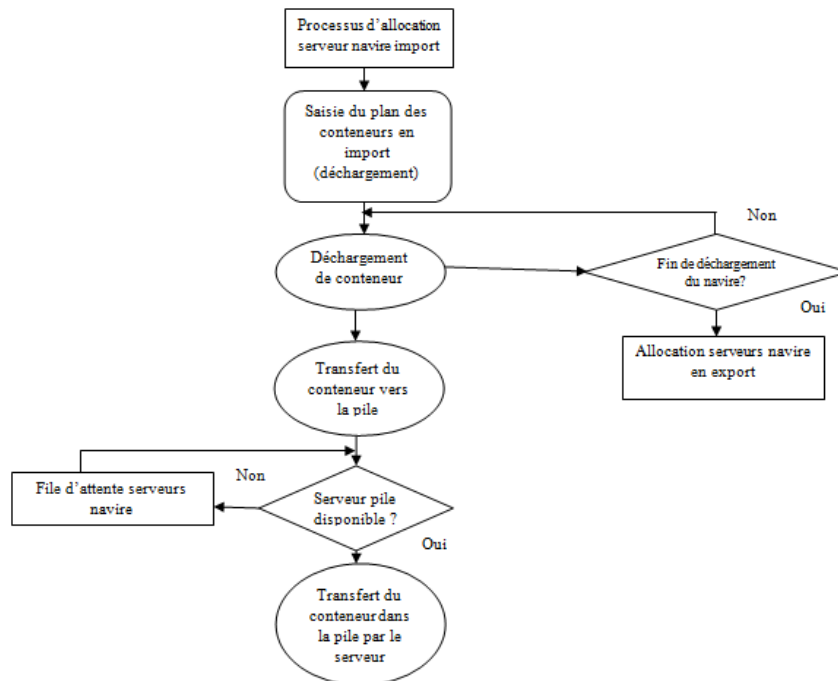 Processus d'allocation
serveur navire import
Saisie du plan des
conteneurs en
import
(déchargement)
Non
Déchargement
de conteneur
Fin de déchargement
du navire?
Oui
Allocation serveurs navire
en export
Transfert du
conteneur vers
la pile
Non
File d'attente serveurs
navire
Serveur pile
disponible ?
Oui
Transfert du
conteneur dans
la pile par le
serveur